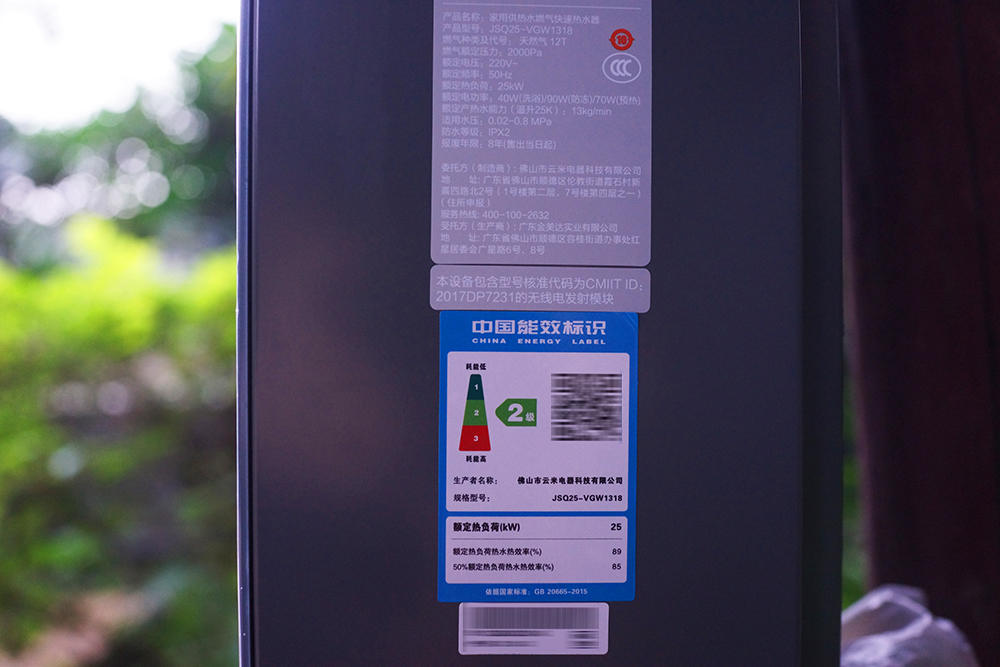 产品名称：家用供热水燃气快速热水器
产品型号：JSQ25-VGW1318
燃气种类及代号：天然气 12T
燃气额定压力：2000Pa
额定电压：220V~
额定频率：50Hz
额定热负荷：25kW
额定电功率：40W(洗浴)/90W(防冻)/70W(预热)
额定产热水能力（温升25K）：13kg/min
适用水压：0.02-0.8 MPa
防水等级：IPX2
报废年限：8年(售出当日起)
10
CCC
委托方（制造商）：佛山市云米电器科技有限公司
地 址：广东省佛山市顺德区伦教街道霞石村新
熹四路北2号（1号楼第二层，7号楼第四层之一）
（住所申报）
服务热线：400-100-2632
受托方（生产商）：广东金美达实业有限公司
地 址：广东省佛山市顺德区容桂街道办事处红
星居委会广星路6号、8号
本设备包含型号核准代码为CMIIT ID：
2017DP7231的无线电发射模块
中国能效标识
CHINA ENERGY LABEL
耗能低
1
2
3
2级
耗能高
生产者名称： 佛山市云米电器科技有限公司
规格型号： JSQ25-VGW1318
额定热负荷(kW) 25
额定热负荷热水热效率(%) 89
50%额定热负荷热水热效率(%) 85
依据国家标准：GB 20665-2015